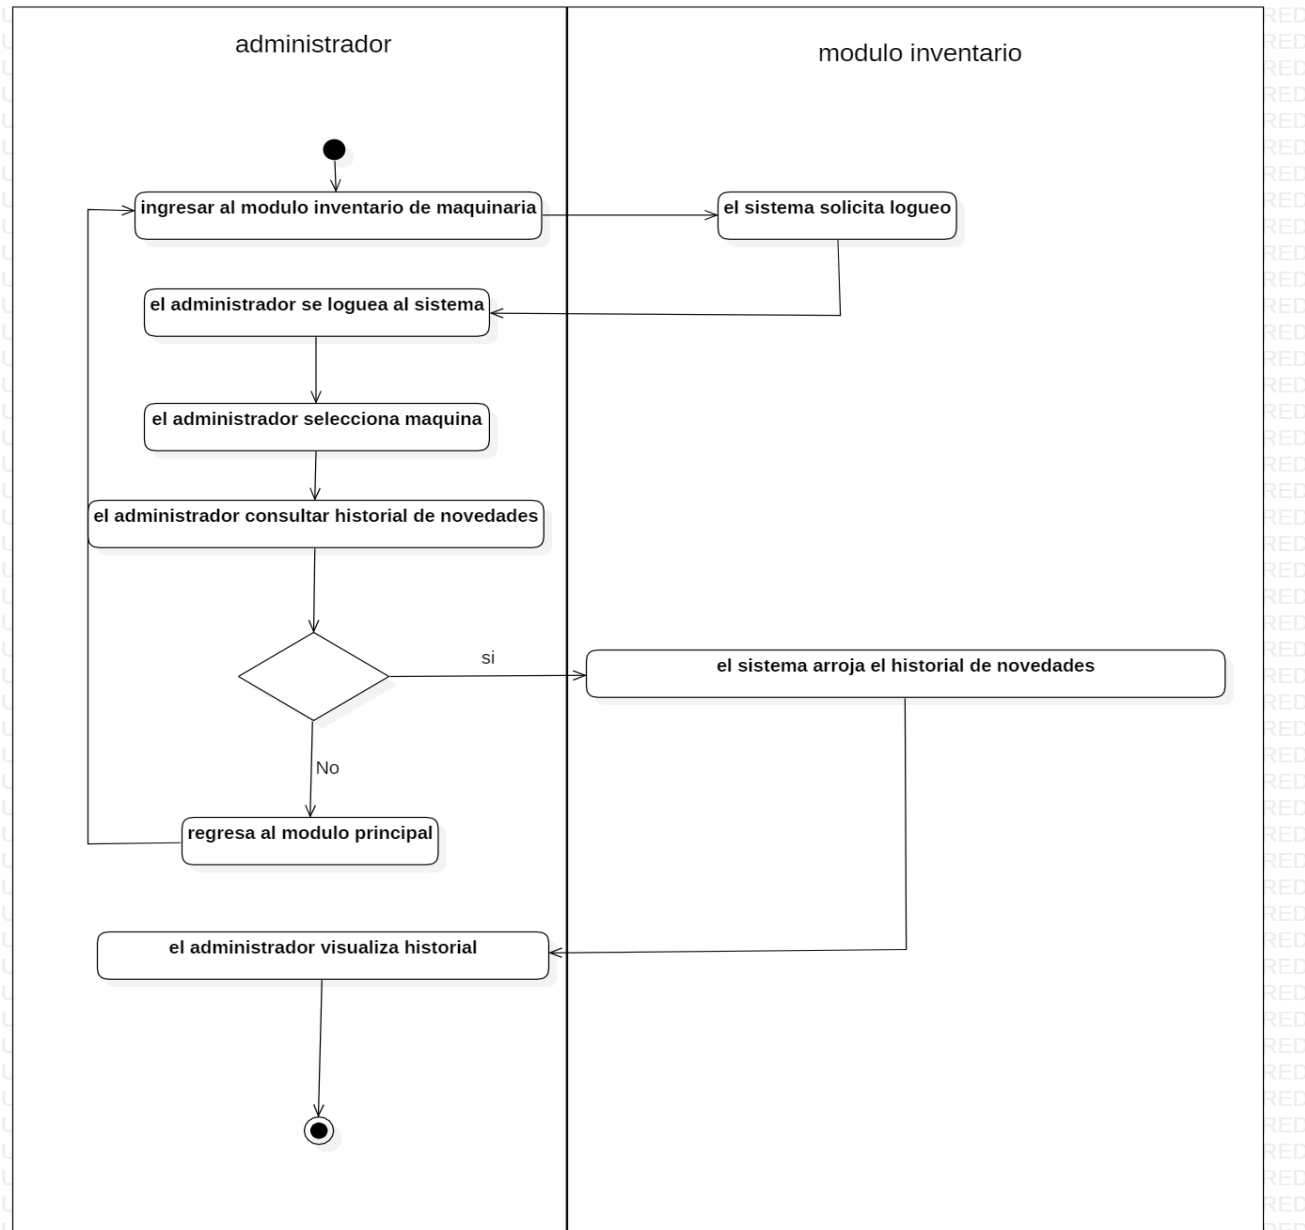 administrador
modulo inventario
ingresar al modulo inventario de maquinaria
el sistema solicita logueo
el administrador se loguea al sistema
el administrador selecciona maquina
el administrador consultar historial de novedades
si
el sistema arroja el historial de novedades
No
regresa al modulo principal
el administrador visualiza historial